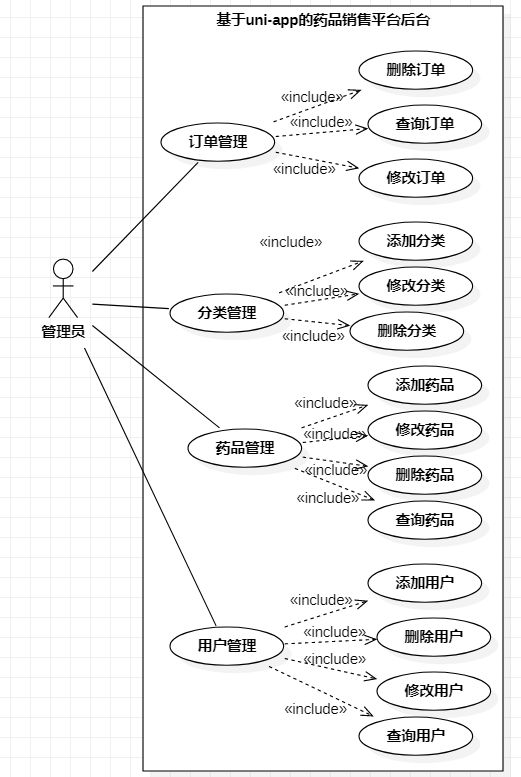 基于uni-app的药品销售平台后台
删除订单
«include»
«include»
查询订单
订单管理
«include»
修改订单
管理员
添加分类
«include»
修改分类
«include»
分类管理
«include»
删除分类
添加药品
«include»
修改药品
«include»
药品管理
«include»
删除药品
«include»
查询药品
添加用户
«include»
«include»
删除用户
用户管理
«include»
修改用户
«include»
查询用户